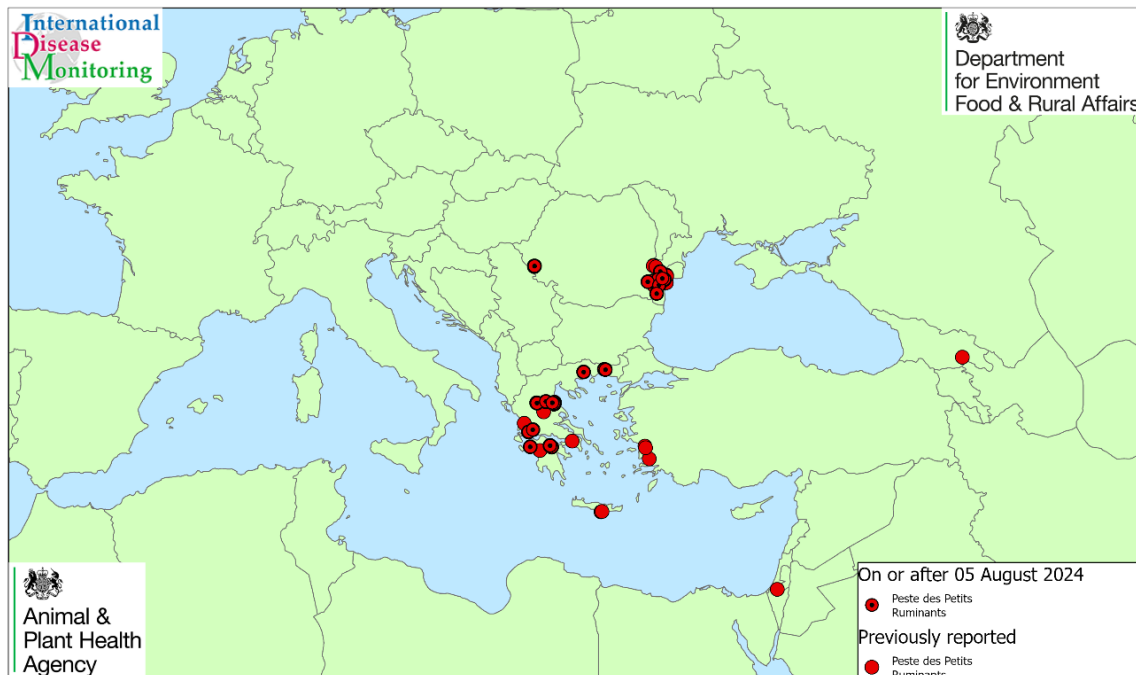 International
Disease
Monitoring
Department
for Environment
Food & Rural Affairs
Animal &
Plant Health
Agency
On or after 05 August 2024
Peste des Petits
Ruminants
Previously reported
Peste des Petits
Ruminants